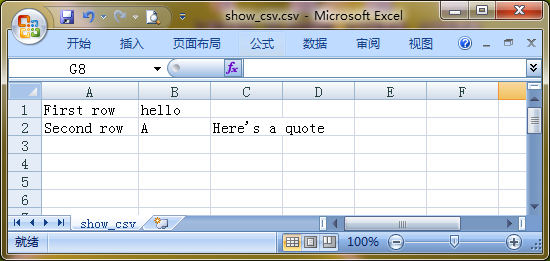 show_csv.csv - Microsoft Excel
开始 插入 页面布局 公式 数据 审阅 视图
G8 fx
A B C D E F
1 First row hello
2 Second row A Here's a quote
3
4
5
6
7
show_csv
就绪 100%